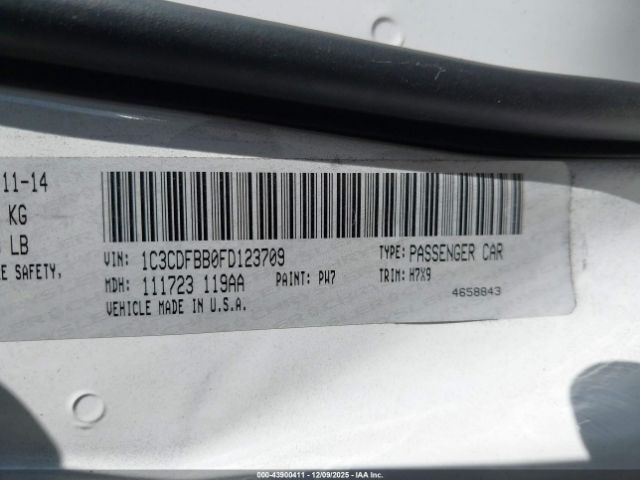 11-14
KG
LB
SAFETY,
VIN: 1C3CDFBB0FD123709
TYPE: PASSENGER CAR
MDH: 111723 119AA
PAINT: PW7
TRIM: H7X9
VEHICLE MADE IN U.S.A.
4658843
000-43900411 - 12/09/2025 - IAA Inc.